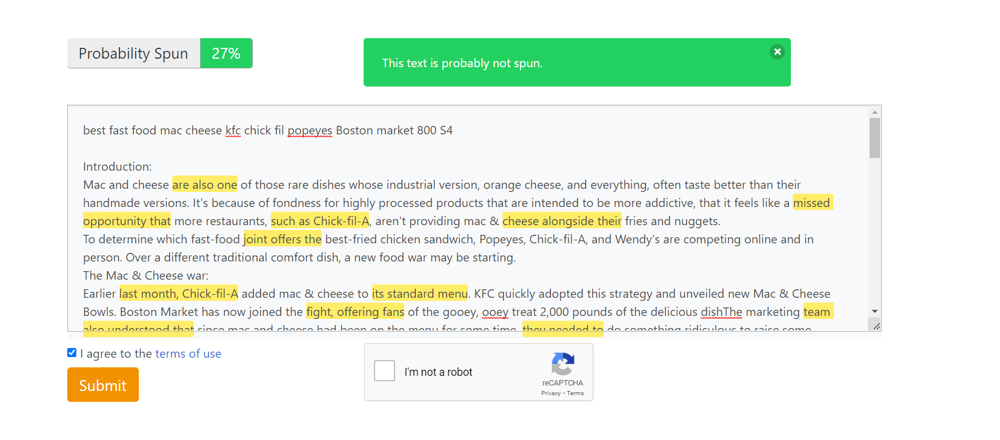 Probability Spun 27%
This text is probably not spun.
best fast food mac cheese kfc chick fil popeyes Boston market 800 S4
Introduction:
Mac and cheese are also one of those rare dishes whose industrial version, orange cheese, and everything, often taste better than their
handmade versions. It's because of fondness for highly processed products that are intended to be more addictive, that it feels like a missed
opportunity that more restaurants, such as Chick-fil-A, aren't providing mac & cheese alongside their fries and nuggets.
To determine which fast-food joint offers the best-fried chicken sandwich, Popeyes, Chick-fil-A, and Wendy's are competing online and in
person. Over a different traditional comfort dish, a new food war may be starting.
The Mac & Cheese war:
Earlier last month, Chick-fil-A added mac & cheese to its standard menu. KFC quickly adopted this strategy and unveiled new Mac & Cheese
Bowls. Boston Market has now joined the fight, offering fans of the gooey, ooey treat 2,000 pounds of the delicious dishThe marketing team
also understood that since mac and cheese had been on the menu for some time, they needed to do something ridiculous to raise some
I agree to the terms of use
Submit
I'm not a robot
reCAPTCHA
Privacy - Terms